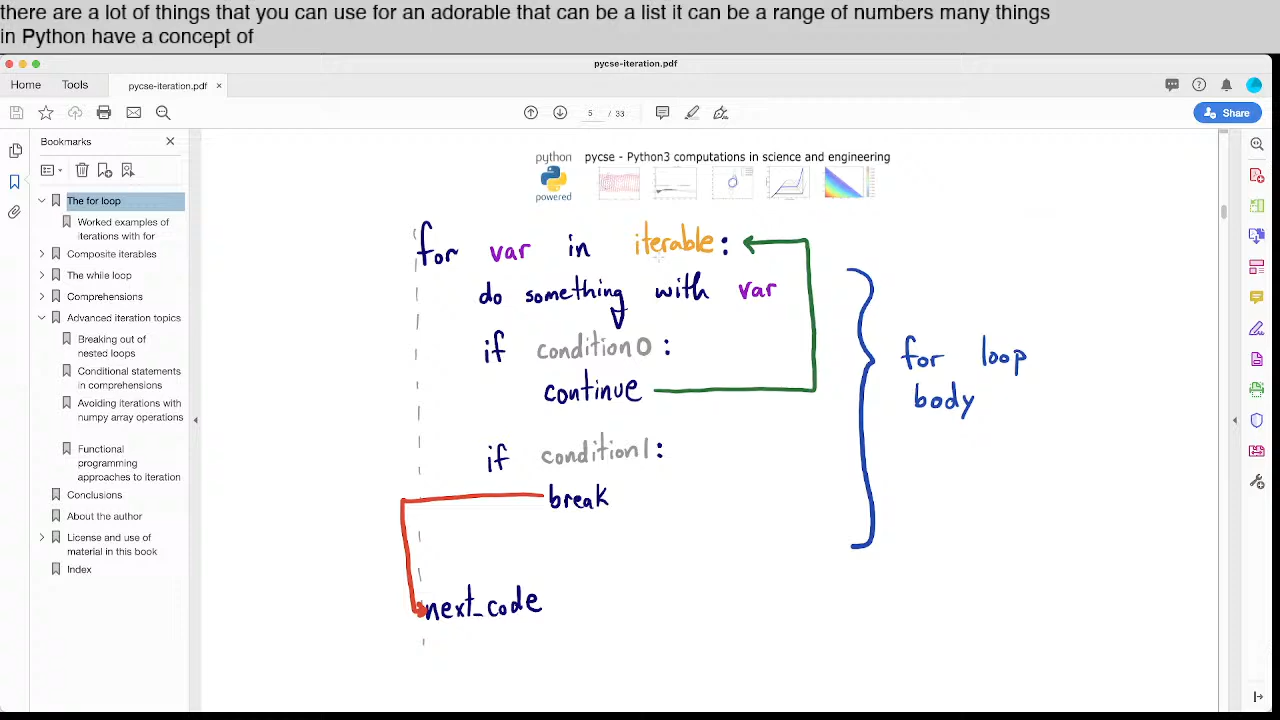 there are a lot of things that you can use for an adorable that can be a list it can be a range of numbers many things
in Python have a concept of
pycse-iteration.pdf
Home
Tools
pycse-iteration.pdf ×
5 / 33
Share
Bookmarks
The for loop
Worked examples of
iterations with for
Composite iterables
The while loop
Comprehensions
Advanced iteration topics
Breaking out of
nested loops
Conditional statements
in comprehensions
Avoiding iterations with
numpy array operations
Functional
programming
approaches to iteration
Conclusions
About the author
License and use of
material in this book
Index
python
powered
pycse - Python3 computations in science and engineering
for var in iterable:
do something with var
if condition0:
continue
if condition1:
break
next_code
for loop
body